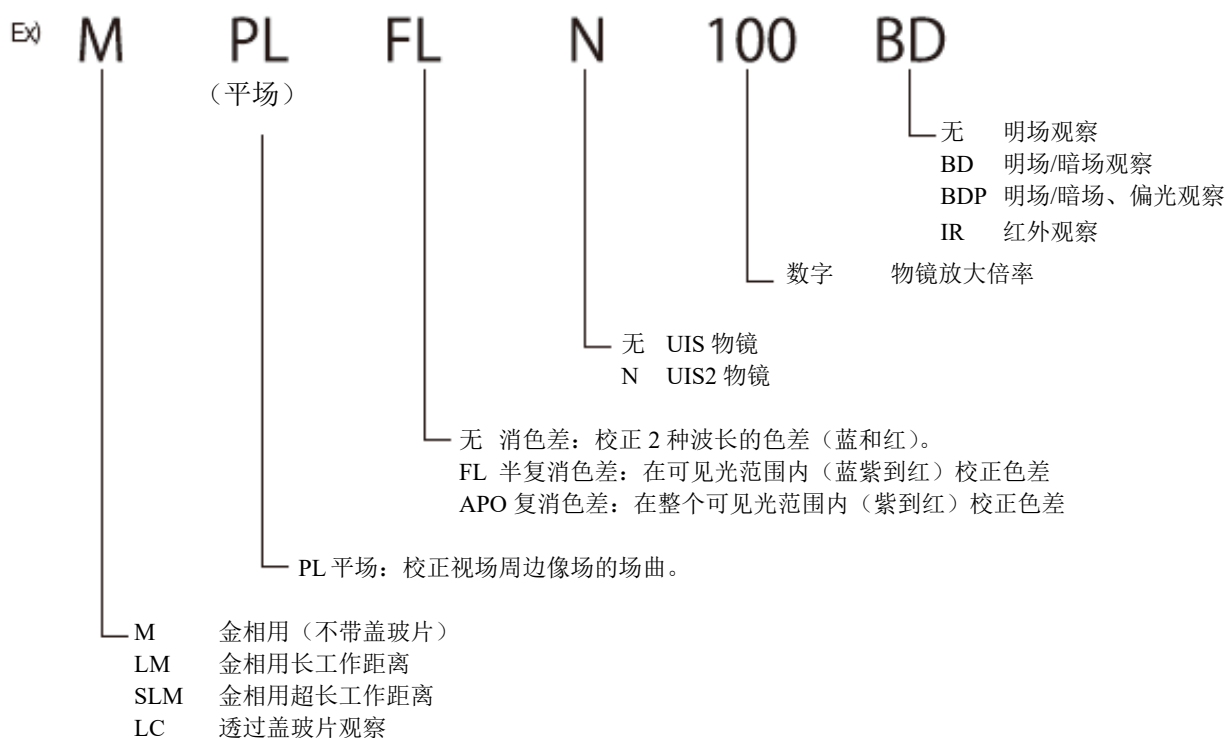 Ex) M PL FL N 100 BD
（平场）
无 明场观察
BD 明场/暗场观察
BDP 明场/暗场、偏光观察
IR 红外观察
数字 物镜放大倍率
无 UIS 物镜
N UIS2 物镜
无 消色差：校正 2 种波长的色差（蓝和红）。
FL 半复消色差：在可见光范围内（蓝紫到红）校正色差
APO 复消色差：在整个可见光范围内（紫到红）校正色差
PL 平场：校正视场周边像场的场曲。
M 金相用（不带盖玻片）
LM 金相用长工作距离
SLM 金相用超长工作距离
LC 透过盖玻片观察